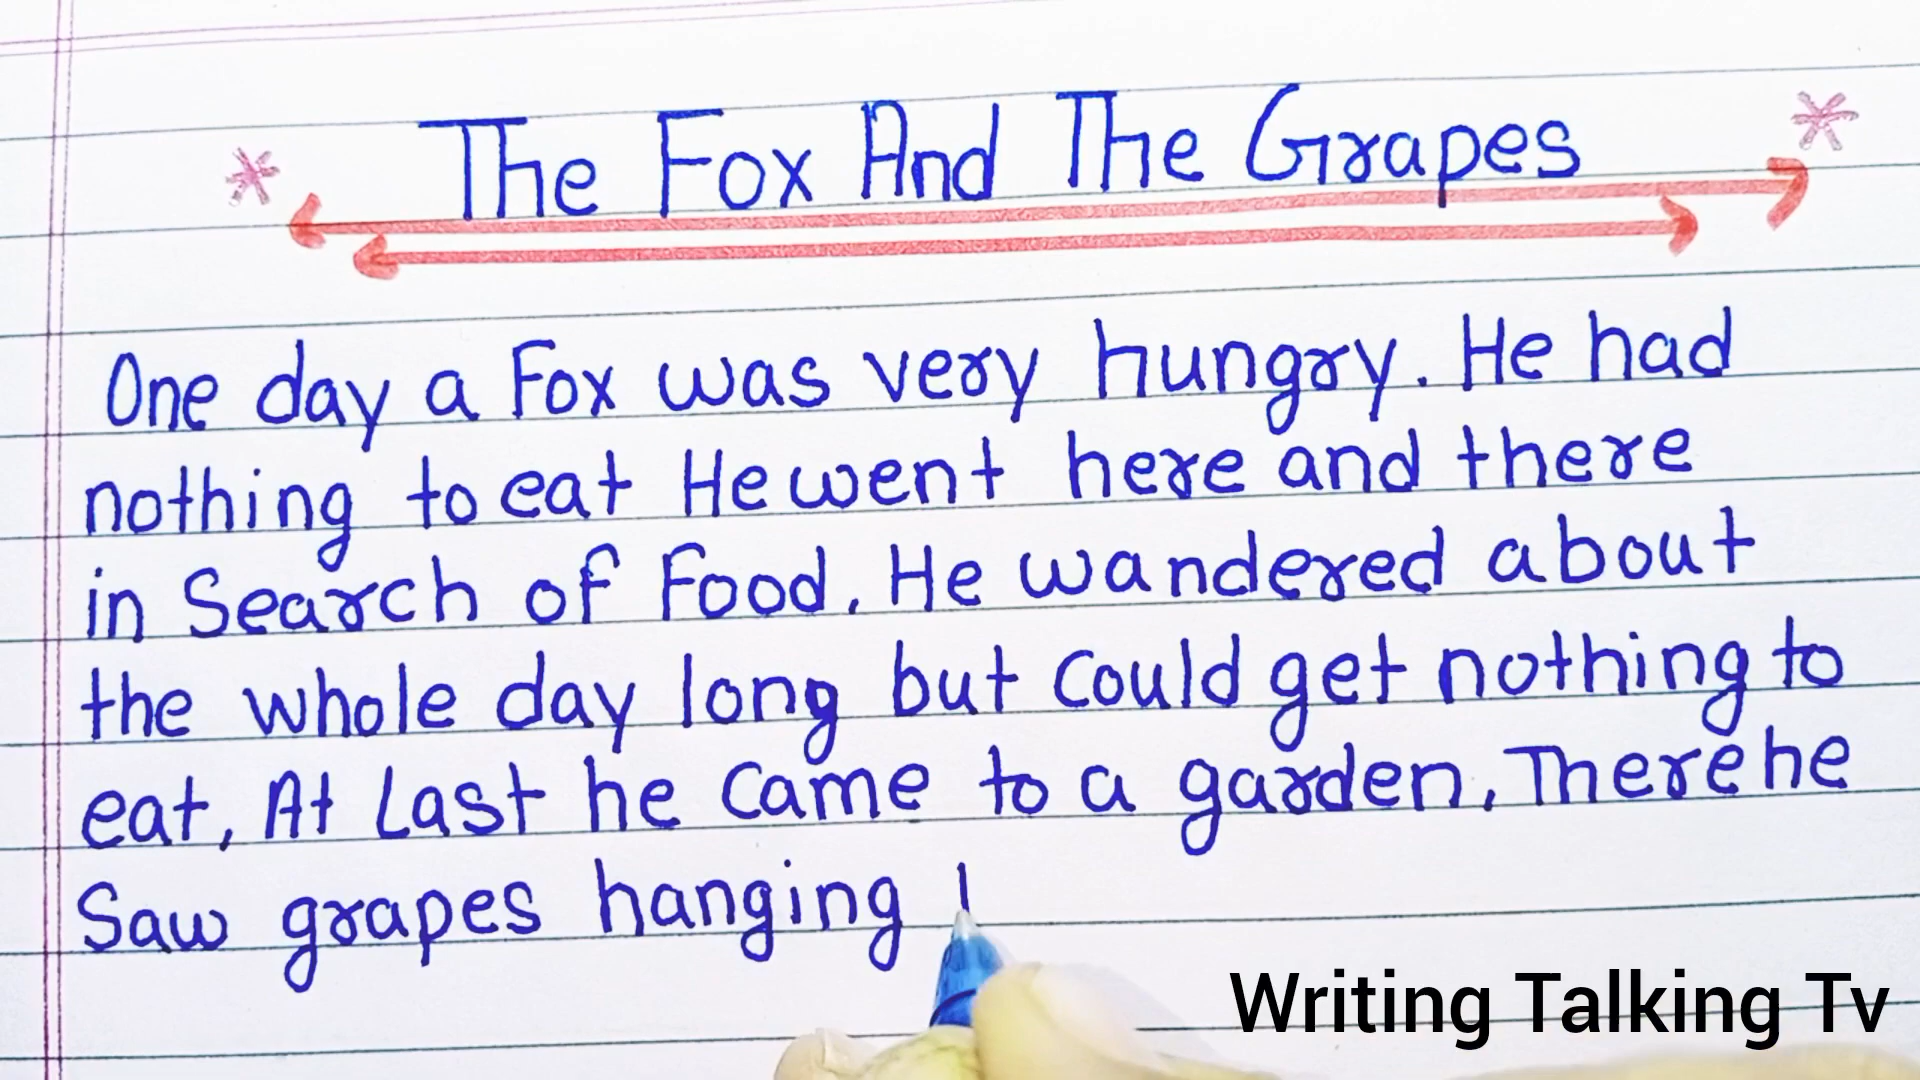 The Fox And The Grapes
One day a Fox was very hungry. He had
nothing to eat He went here and there
in Search of Food. He wandered about
the whole day long but Could get nothing to
eat, At Last he Came to a garden, There he
Saw grapes hanging
Writing Talking Tv